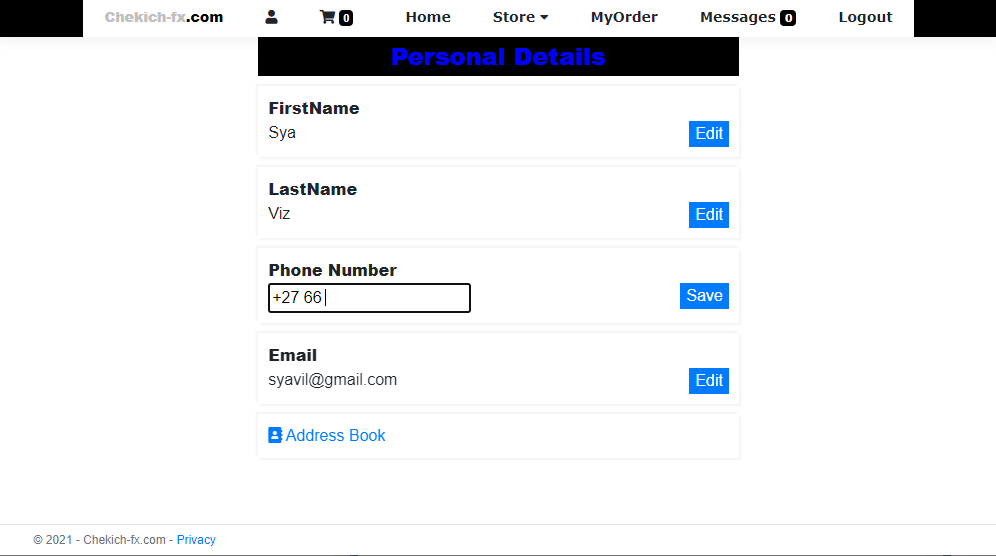 Chekich-fx.com 0 Home Store MyOrder Messages 0 Logout
Personal Details
FirstName
Sya
Edit
LastName
Viz
Edit
Phone Number
+27 66
Save
Email
syavil@gmail.com
Edit
Address Book
© 2021 - Chekich-fx.com - Privacy